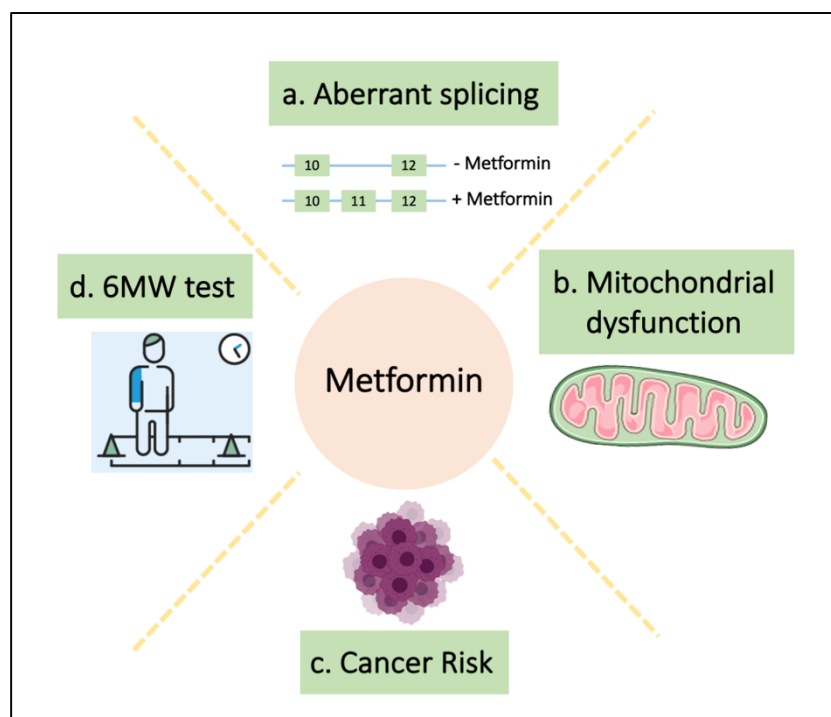 a. Aberrant splicing
10 12 - Metformin
10 11 12 + Metformin
d. 6MW test
b. Mitochondrial
dysfunction
Metformin
c. Cancer Risk